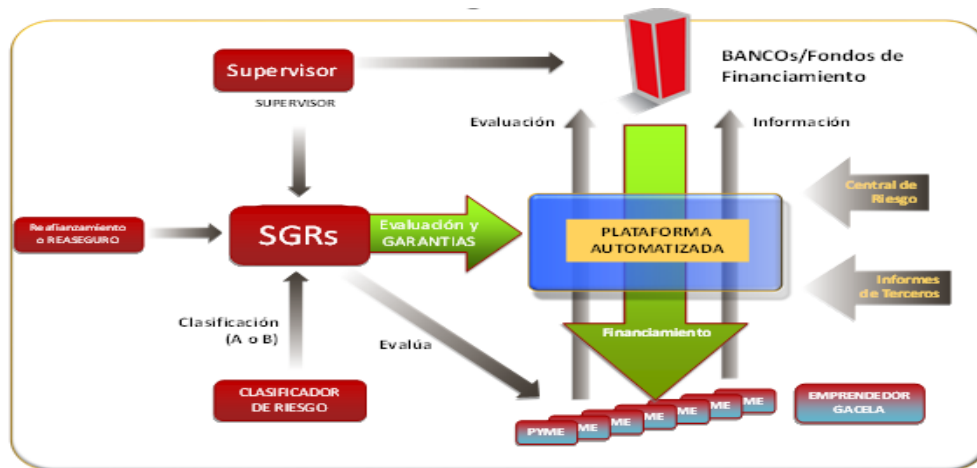 Supervisor
SUPERVISOR
BANCOs/Fondos de
Financiamiento
Evaluación
Información
Central de
Riesgo
Reafianzamiento
o REASEGURO
SGRs
Evaluación y
GARANTIAS
PLATAFORMA
AUTOMATIZADA
Informes
de Terceros
Clasificación
(A o B)
Evalúa
Financiamiento
CLASIFICADOR
DE RIESGO
PYME
ME
ME
ME
ME
ME
ME
EMPRENDEDOR
GACELA